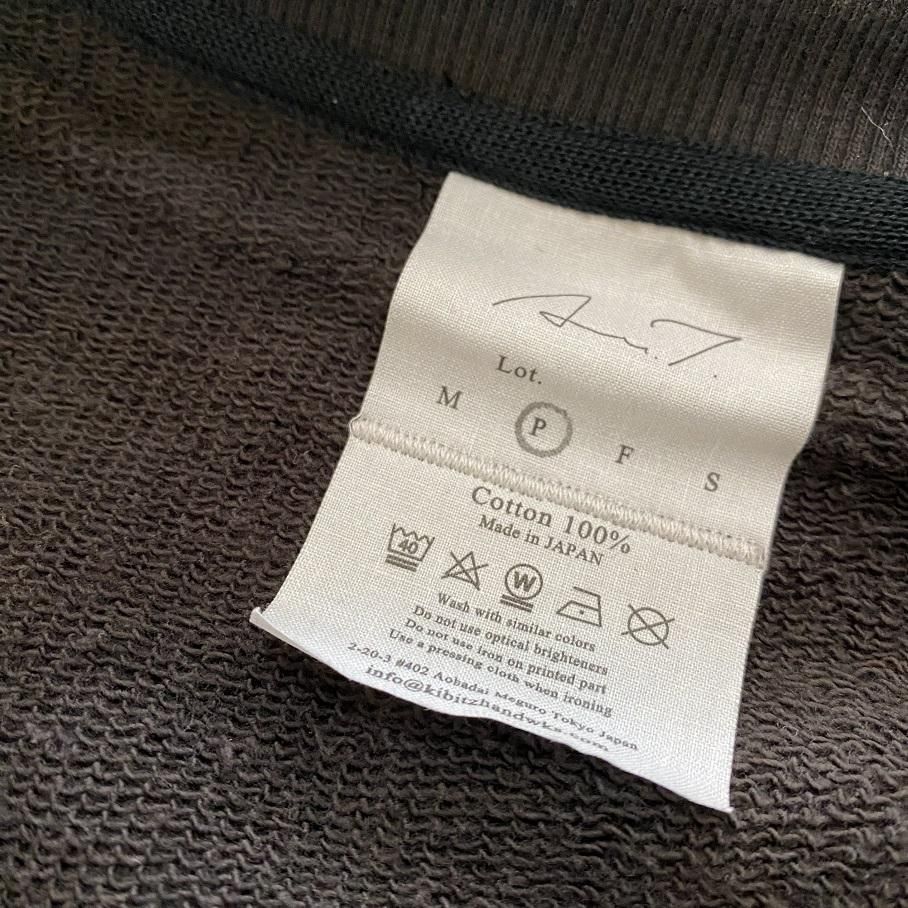 Lot.
M P F S
Cotton 100%
Made in JAPAN
40
W
Wash with similar colors
Do not use optical brighteners
Do not use iron on printed part
Use a pressing cloth when ironing
2-20-3 #402 Aobadai Meguro Tokyo Japan
info@kibitzhandwks.com